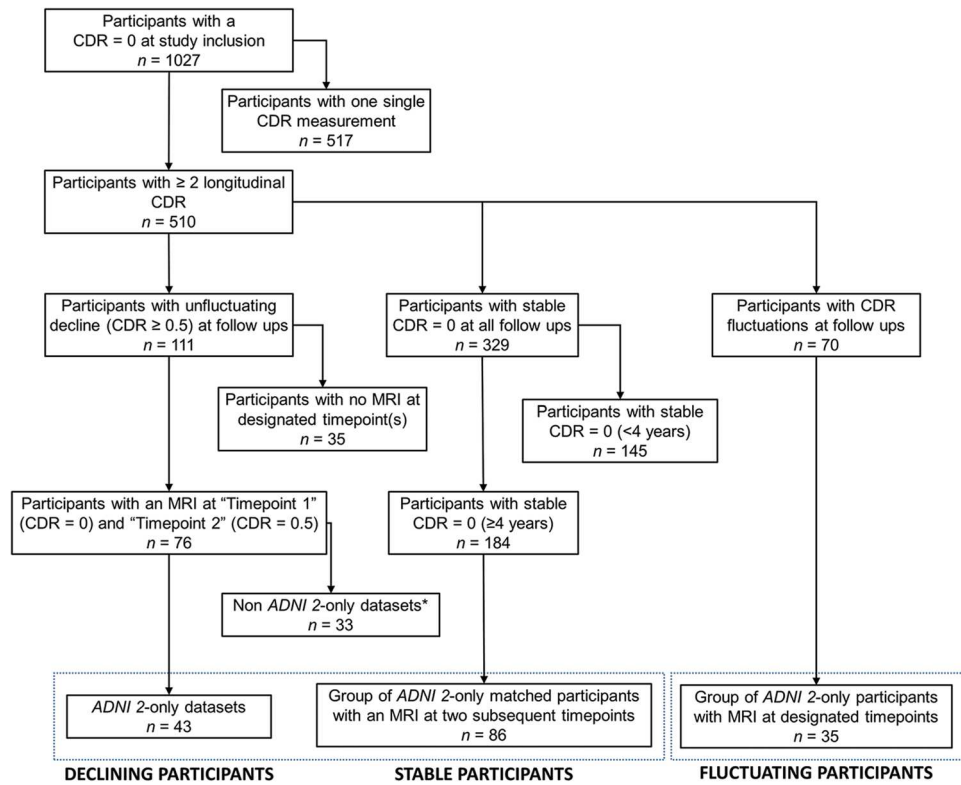 Participants with a
CDR = 0 at study inclusion
n = 1027
Participants with one single
CDR measurement
n = 517
Participants with ≥ 2 longitudinal
CDR
n = 510
Participants with unfluctuating
decline (CDR ≥ 0.5) at follow ups
n = 111
Participants with stable
CDR = 0 at all follow ups
n = 329
Participants with CDR
fluctuations at follow ups
n = 70
Participants with no MRI at
designated timepoint(s)
n = 35
Participants with stable
CDR = 0 (<4 years)
n = 145
Participants with an MRI at “Timepoint 1”
(CDR = 0) and “Timepoint 2” (CDR = 0.5)
n = 76
Participants with stable
CDR = 0 (≥4 years)
n = 184
Non ADNI 2-only datasets*
n = 33
ADNI 2-only datasets
n = 43
Group of ADNI 2-only matched participants
with an MRI at two subsequent timepoints
n = 86
Group of ADNI 2-only participants
with MRI at designated timepoints
n = 35
DECLINING PARTICIPANTS
STABLE PARTICIPANTS
FLUCTUATING PARTICIPANTS